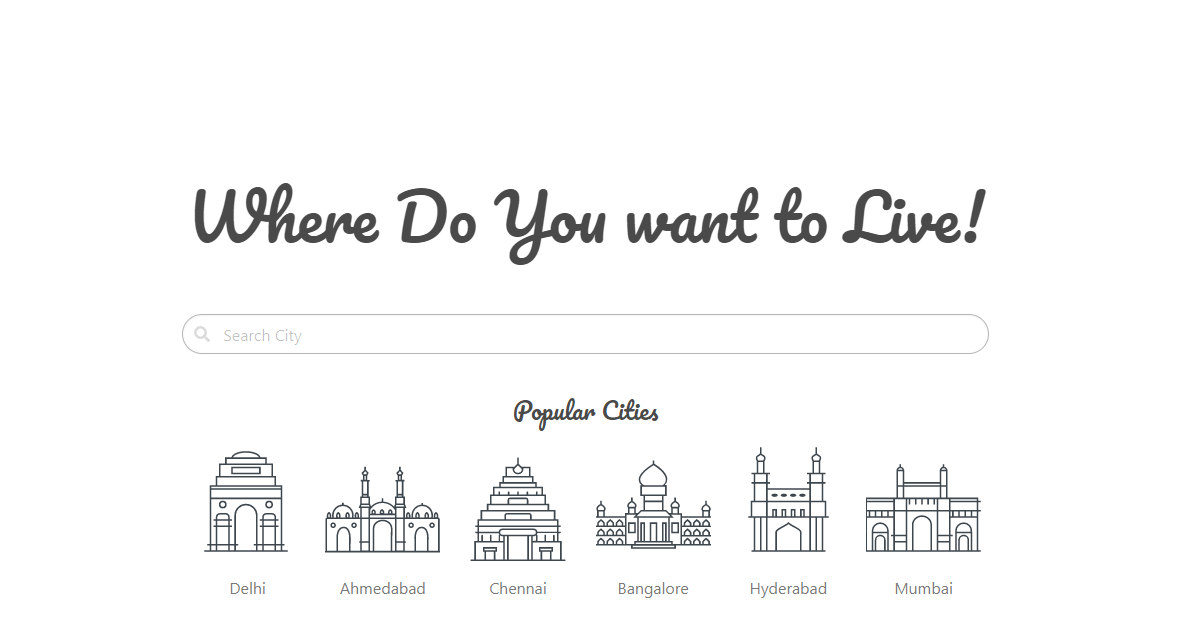 Where Do You want to Live!
Search City
Popular Cities
Delhi Ahmedabad Chennai Bangalore Hyderabad Mumbai